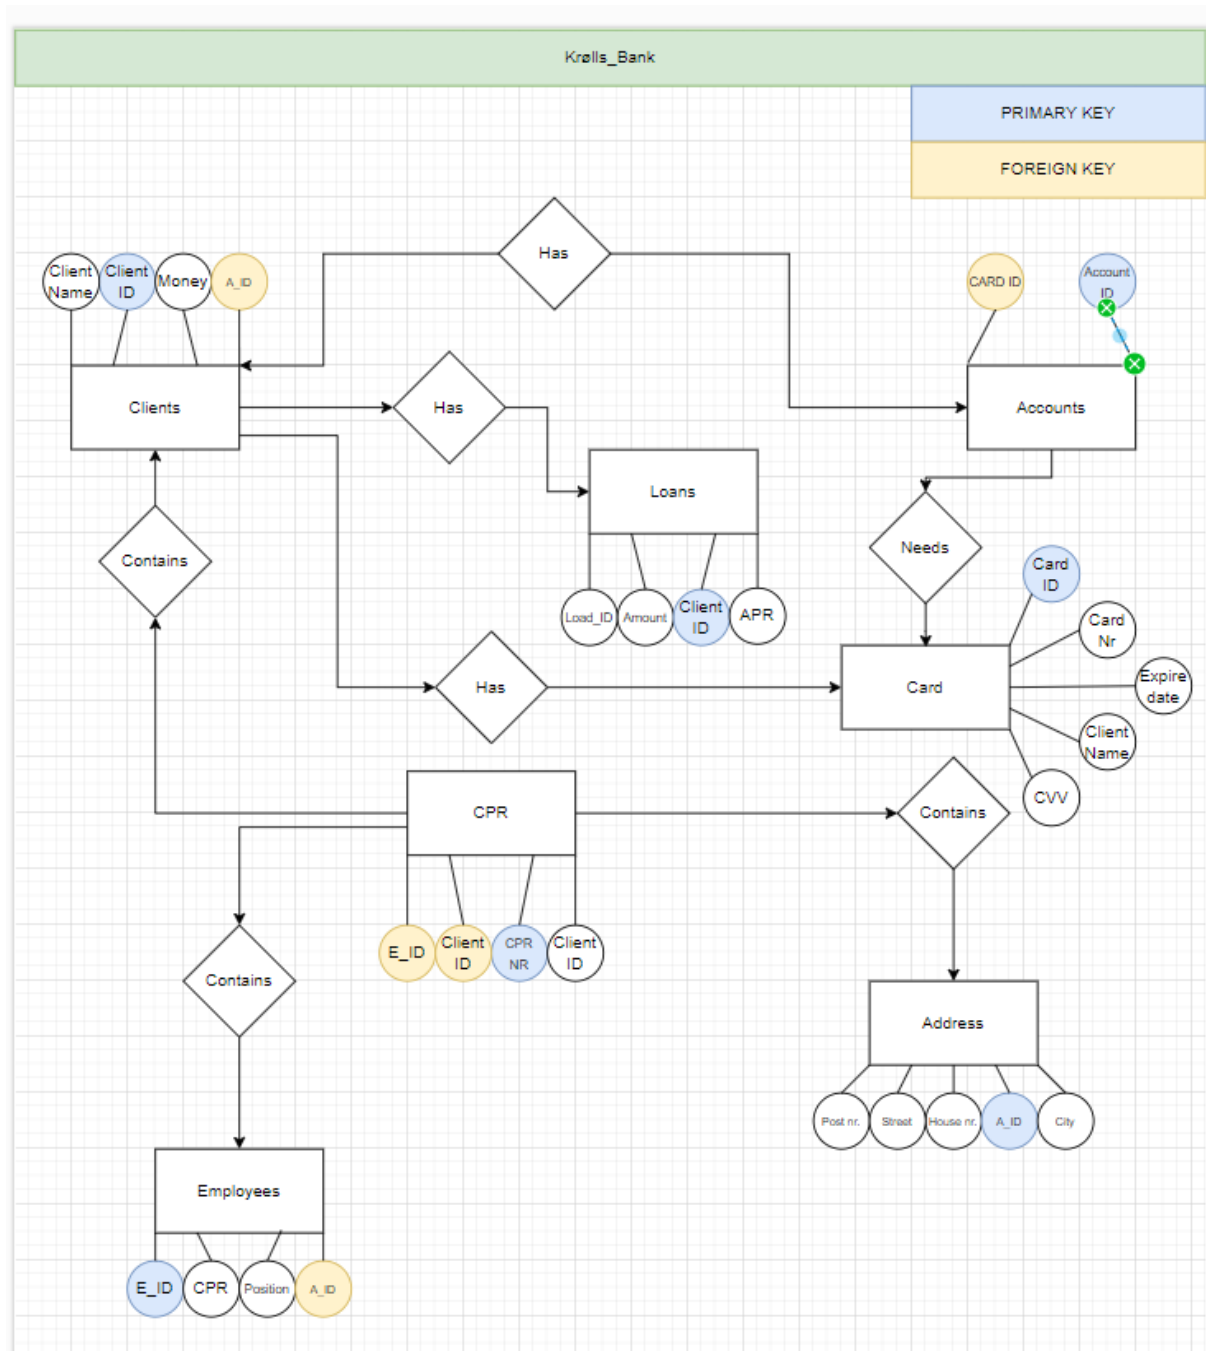 Krølls_Bank
PRIMARY KEY
FOREIGN KEY
Has
Client
Name
Client
ID
Money
A_ID
CARD ID
Account
ID
Clients
Has
Accounts
Loans
Contains
Needs
Card
ID
Load_ID
Amount
Client
ID
APR
Card
Nr
Has
Card
Expire
date
Client
Name
CVV
CPR
Contains
E_ID
Client
ID
CPR
NR
Client
ID
Contains
Address
Post nr.
Street
House nr.
A_ID
City
Employees
E_ID
CPR
Position
A_ID